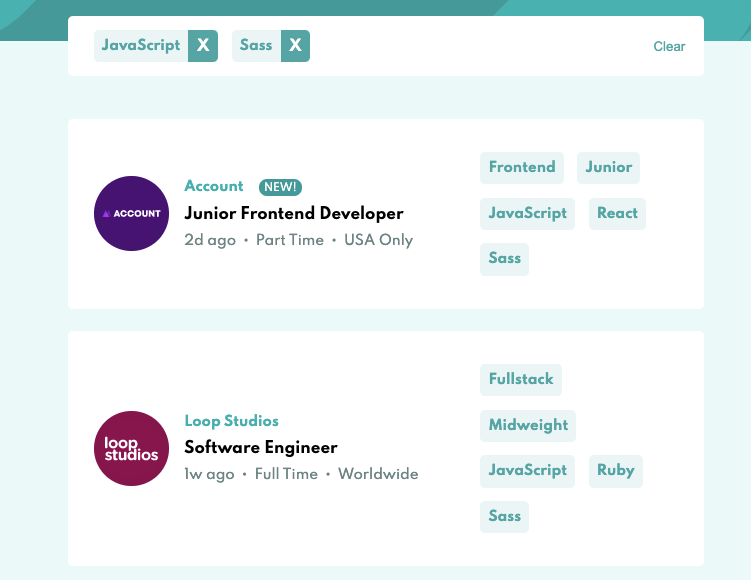 JavaScript X Sass X Clear
Account NEW!
ACCOUNT
Junior Frontend Developer
2d ago • Part Time • USA Only
Frontend Junior
JavaScript React
Sass
Loop Studios
loop
studios
Software Engineer
1w ago • Full Time • Worldwide
Fullstack
Midweight
JavaScript Ruby
Sass